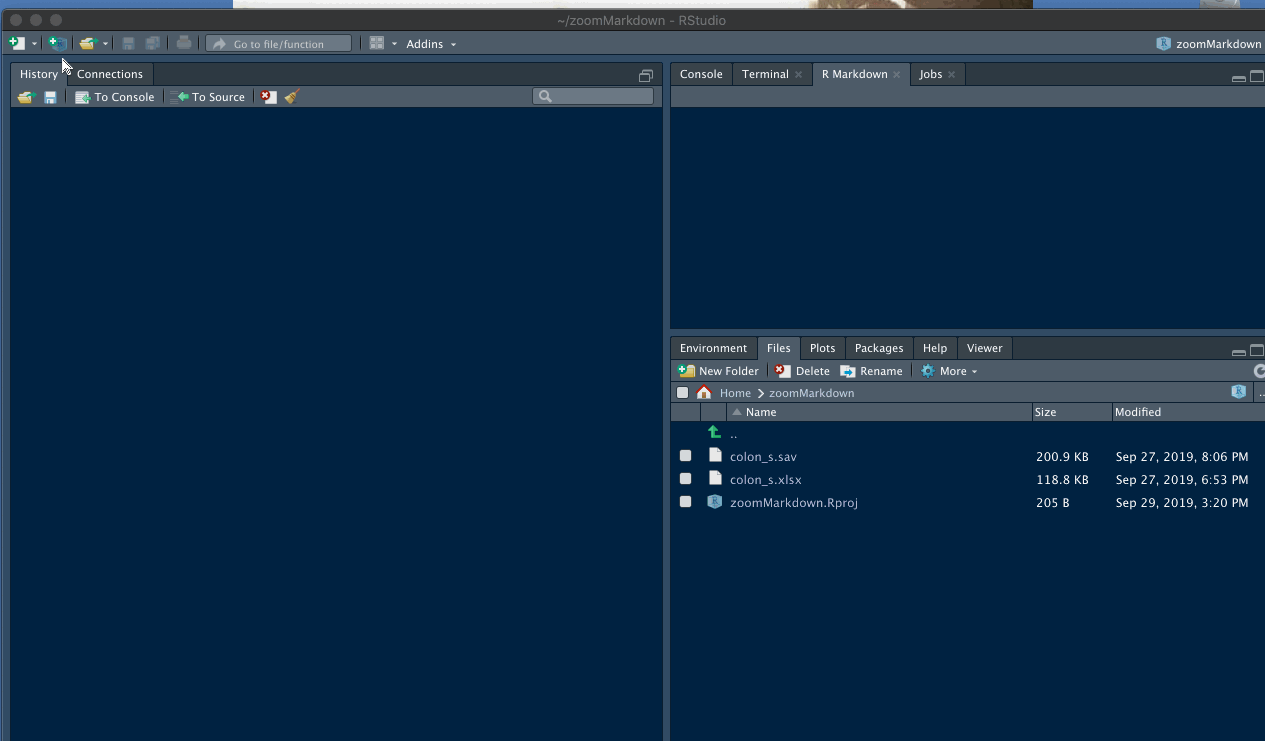 ~/zoomMarkdown - RStudio
Go to file/function
Addins
zoomMarkdown
History
Connections
To Console
To Source
Console
Terminal
R Markdown
Jobs
Environment
Files
Plots
Packages
Help
Viewer
New Folder
Delete
Rename
More
Home
zoomMarkdown
Name
Size
Modified
..
colon_s.sav 200.9 KB Sep 27, 2019, 8:06 PM
colon_s.xlsx 118.8 KB Sep 27, 2019, 6:53 PM
zoomMarkdown.Rproj 205 B Sep 29, 2019, 3:20 PM